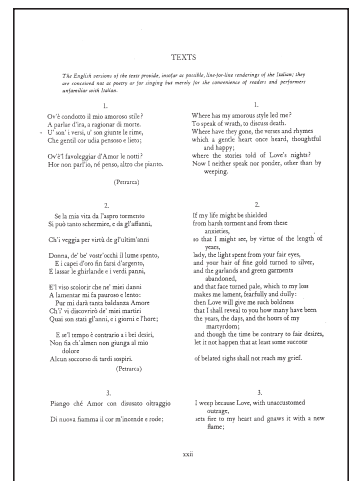 TEXTS
The English versions of the texts provide, insofar as possible, line-for-line renderings of the Italian; they
are conceived not as poetry or for singing but merely for the convenience of readers and performers
unfamiliar with Italian.
1.
Ov'è condotto il mio amoroso stile?
A parlar d'ira, a ragionar di morte.
U' son' i versi, u' son giunte le rime,
Che gentil cor udia pensoso e lieto;
Ov'è'l favoleggiar d'Amor le notti?
Hor non parl'io, né penso, altro che pianto.
(Petrarca)
2.
Se la mia vita da l'aspro tormento
Si può tanto schermire, e da gl'affanni,
Ch'i veggia per virtù de gl'ultim'anni
Donna, de' be' vostr'occhi il lume spento,
E i capei d'oro fin farsi d'argento,
E lassar le ghirlande e i verdi panni,
E'l viso scolorir che ne' miei danni
A lamentar mi fa pauroso e lento:
Por mi darà tanta baldanza Amore
Ch'i' vi discovrirò de' miei martiri
Quai son stati gl'anni, e i giorni e l'hore;
E se'l tempo è contrario a i bei desiri,
Non fia ch'almen non giunga al mio
dolore
Alcun soccorso di tardi sospiri.
(Petrarca)
3.
Piango ché Amor con disusato oltraggio
Di nuova fiamma il cor m'incende e rode;
1.
Where has my amorous style led me?
To speak of wrath, to discuss death.
Where have they gone, the verses and rhymes
which a gentle heart once heard, thoughtful
and happy;
where the stories told of Love's nights?
Now I neither speak nor ponder, other than by
weeping.
2.
If my life might be shielded
from harsh torment and from these
anxieties,
so that I might see, by virtue of the length of
years,
lady, the light spent from your fair eyes,
and your hair of fine gold turned to silver,
and the garlands and green garments
abandoned,
and that face turned pale, which to my loss
makes me lament, fearfully and dully:
then Love will give me such boldness
that I shall reveal to you how many have been
the years, the days, and the hours of my
martyrdom;
and though the time be contrary to fair desires,
let it not happen that at least some succour
of belated sighs shall not reach my grief.
3.
I weep because Love, with unaccustomed
outrage,
sets fire to my heart and gnaws it with a new
flame;
xxii